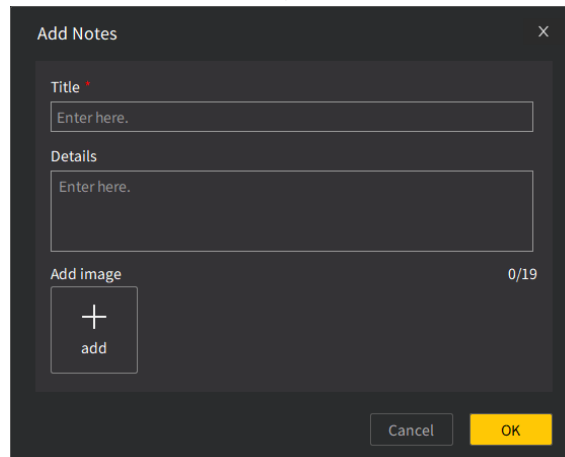 Add Notes X
Title *
Enter here.
Details
Enter here.
Add image 0/19
+
add
Cancel OK